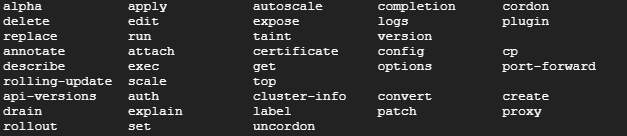 alpha apply autoscale completion cordon
delete edit expose logs plugin
replace run taint version
annotate attach certificate config cp
describe exec get options port-forward
rolling-update scale top
api-versions auth cluster-info convert create
drain explain label patch proxy
rollout set uncordon